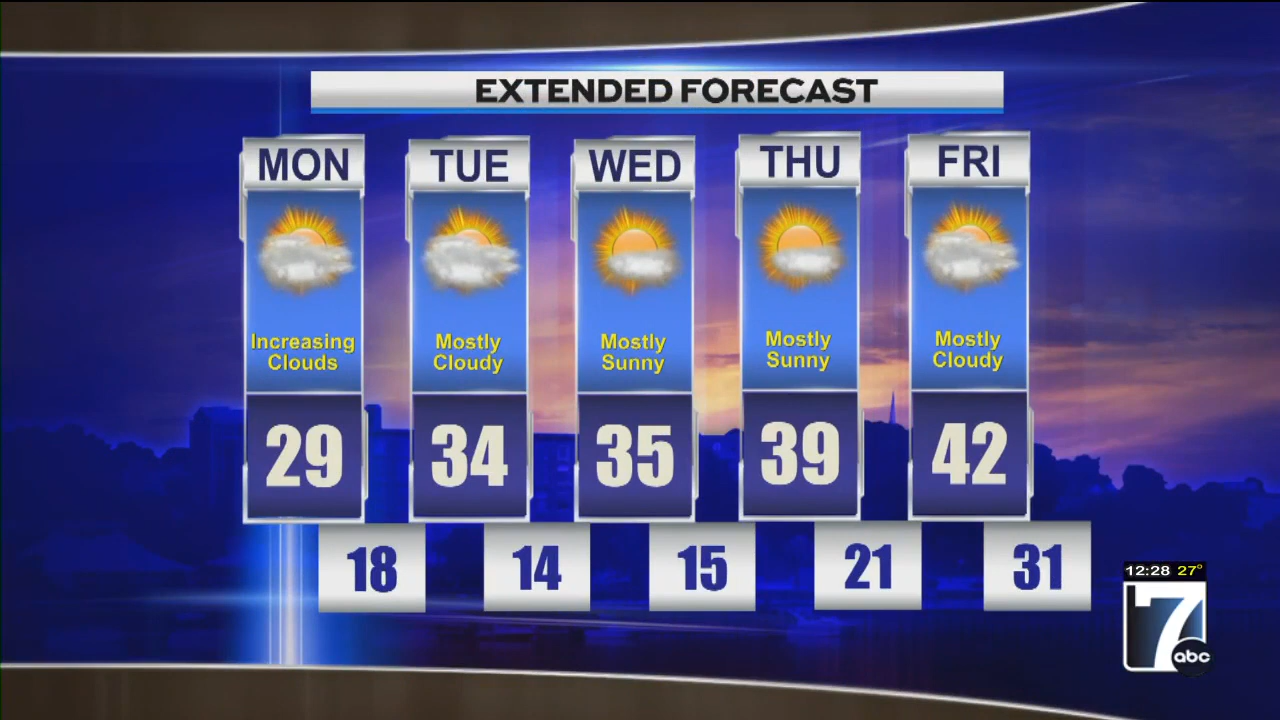 EXTENDED FORECAST
MON TUE WED THU FRI
Increasing Clouds
Mostly Cloudy
Mostly Sunny
Mostly Sunny
Mostly Cloudy
29 34 35 39 42
18 14 15 21 31
12:28 27°
7
abc